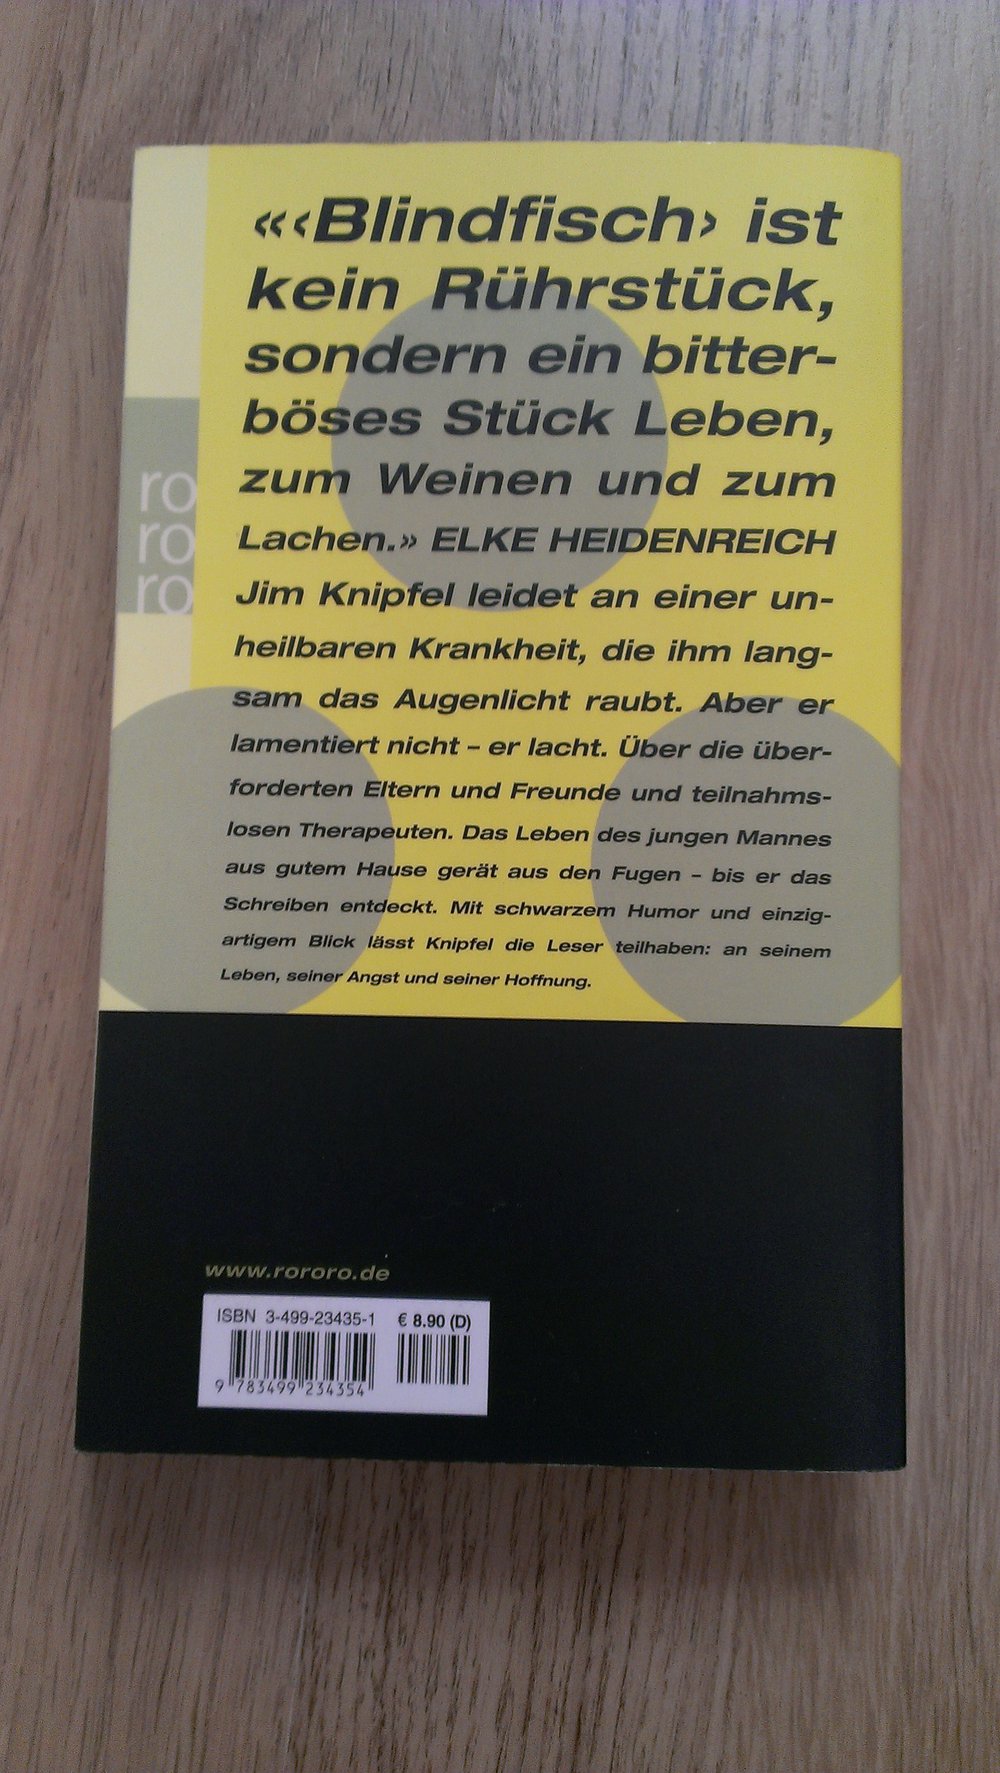 «‹Blindfisch› ist
kein Rührstück,
sondern ein bitter-
böses Stück Leben,
zum Weinen und zum
Lachen.» ELKE HEIDENREICH
Jim Knipfel leidet an einer un-
heilbaren Krankheit, die ihm lang-
sam das Augenlicht raubt. Aber er
lamentiert nicht – er lacht. Über die über-
forderten Eltern und Freunde und teilnahms-
losen Therapeuten. Das Leben des jungen Mannes
aus gutem Hause gerät aus den Fugen – bis er das
Schreiben entdeckt. Mit schwarzem Humor und einzig-
artigem Blick lässt Knipfel die Leser teilhaben: an seinem
Leben, seiner Angst und seiner Hoffnung.
ro
ro
ro
www.rororo.de
ISBN 3-499-23435-1 € 8.90 (D)
9 783499 234354